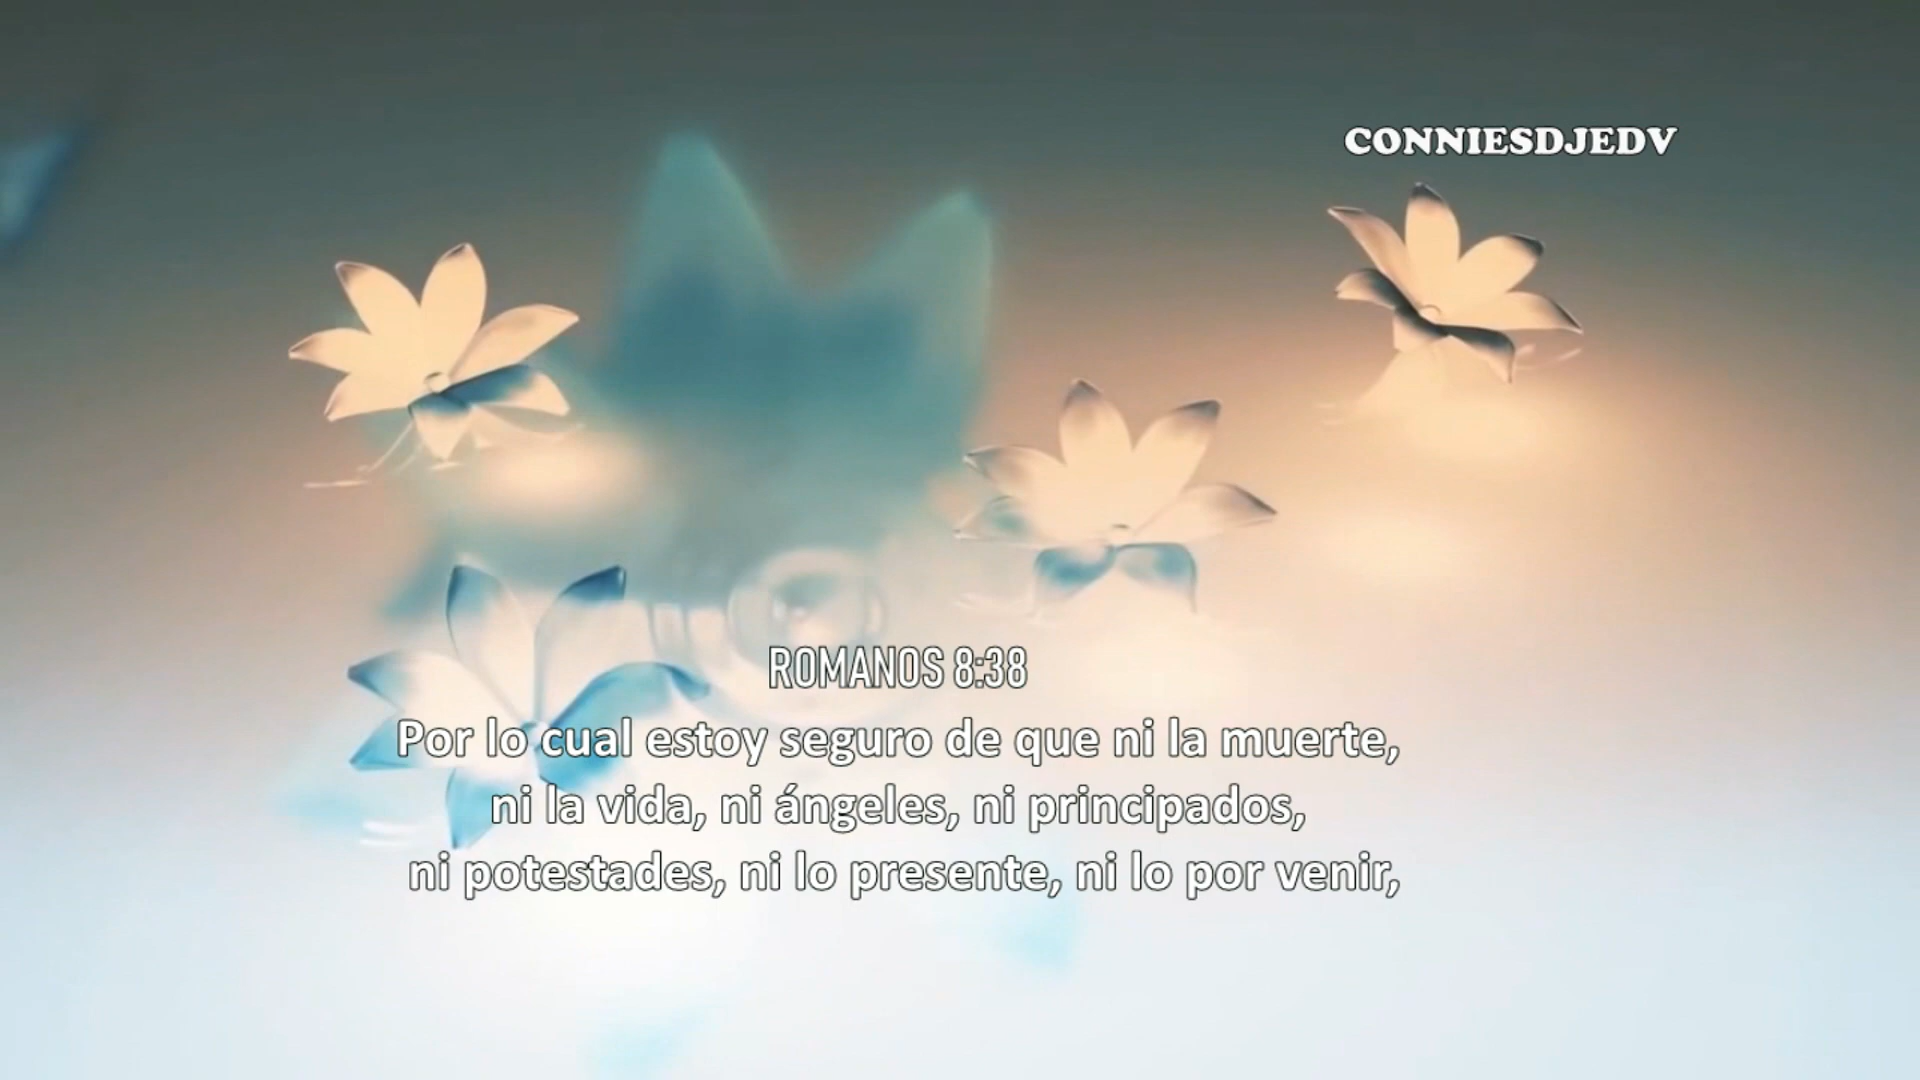 CONNIESDJEDV
ROMANOS 8:38
Por lo cual estoy seguro de que ni la muerte,
ni la vida, ni ángeles, ni principados,
ni potestades, ni lo presente, ni lo por venir,